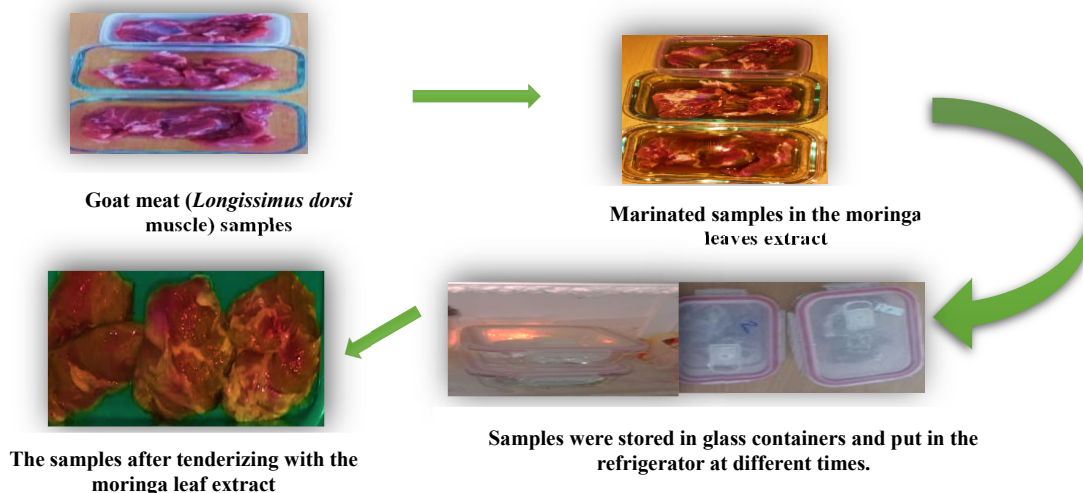 Goat meat (Longissimus dorsi
muscle) samples
Marinated samples in the moringa
leaves extract
Samples were stored in glass containers and put in the
refrigerator at different times.
The samples after tenderizing with the
moringa leaf extract